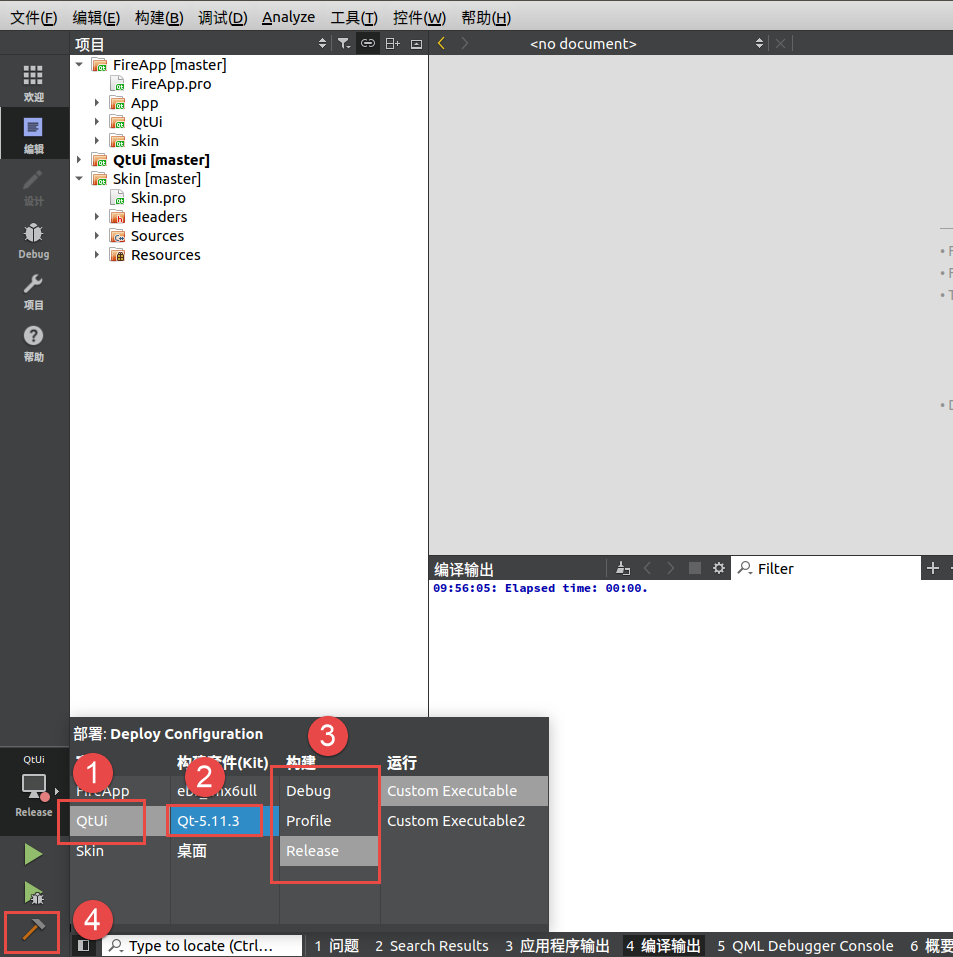 文件(F) 编辑(E) 构建(B) 调试(D) Analyze 工具(T) 控件(W) 帮助(H)
项目
<no document>
欢迎
编辑
设计
Debug
项目
帮助
FireApp [master]
FireApp.pro
App
QtUi
Skin
QtUi [master]
Skin [master]
Skin.pro
Headers
Sources
Resources
编译输出 Filter
09:56:05: Elapsed time: 00:00.
部署: Deploy Configuration
1 2 3
(Kit) 构建 运行
QtUi
Release
FireApp Debug Custom Executable
QtUi Qt-5.11.3 Profile Custom Executable2
Skin 桌面 Release
4
Type to locate (Ctrl... 1 问题 2 Search Results 3 应用程序输出 4 编译输出 5 QML Debugger Console 6 概要